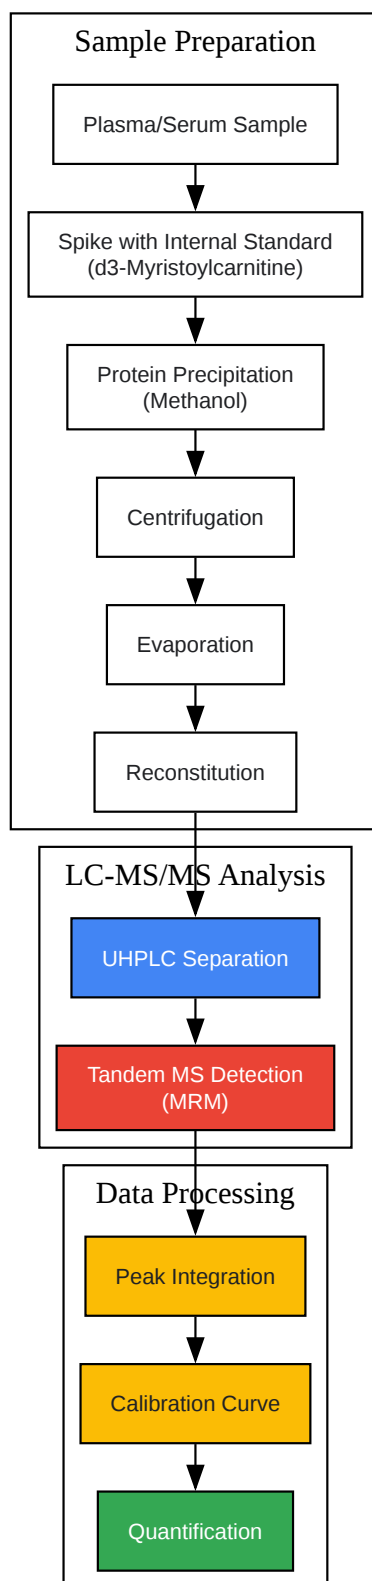 Sample Preparation
Plasma/Serum Sample
Spike with Internal Standard
(d3-Myristoylcarnitine)
Protein Precipitation
(Methanol)
Centrifugation
Evaporation
Reconstitution
LC-MS/MS Analysis
UHPLC Separation
Tandem MS Detection
(MRM)
Data Processing
Peak Integration
Calibration Curve
Quantification